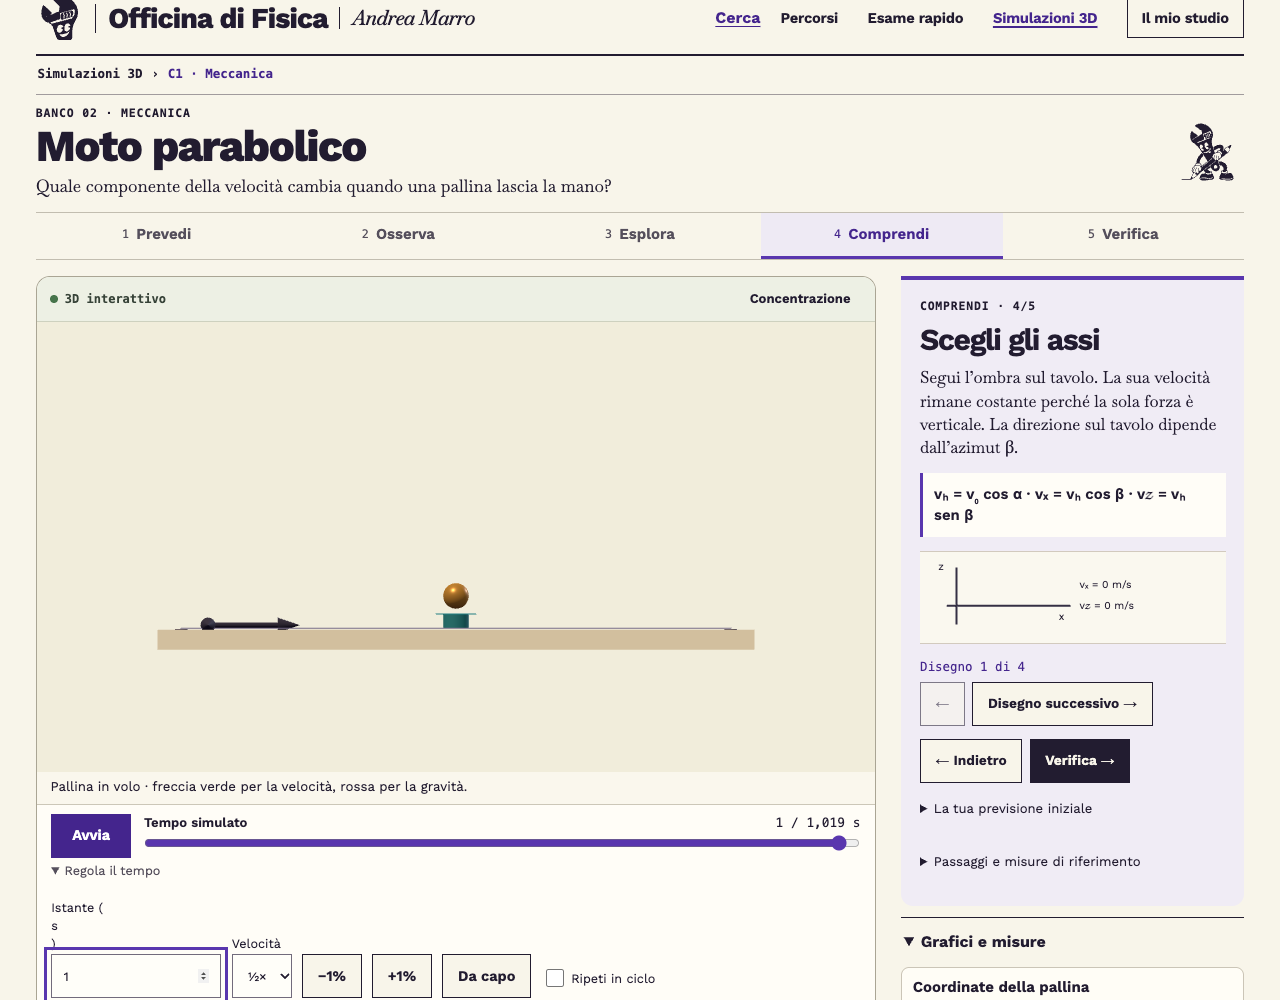 Officina di Fisica | Andrea Marro
Cerca Percorsi Esame rapido Simulazioni 3D Il mio studio
Simulazioni 3D › C1 · Meccanica
BANCO 02 · MECCANICA
Moto parabolico
Quale componente della velocità cambia quando una pallina lascia la mano?
1 Prevedi 2 Osserva 3 Esplora 4 Comprendi 5 Verifica
3D interattivo Concentrazione
Pallina in volo · freccia verde per la velocità, rossa per la gravità.
Avvia Tempo simulato 1 / 1,019 s
▼ Regola il tempo
Istante (
s
)
Velocità
1 ½× −1% +1% Da capo Ripeti in ciclo
COMPRENDI · 4/5
Scegli gli assi
Segui l’ombra sul tavolo. La sua velocità
rimane costante perché la sola forza è
verticale. La direzione sul tavolo dipende
dall’azimut β.
vₕ = v₀ cos α · vₓ = vₕ cos β · v𝑧 = vₕ
sen β
z
vₓ = 0 m/s
v𝑧 = 0 m/s
x
Disegno 1 di 4
← Disegno successivo →
← Indietro Verifica →
▶ La tua previsione iniziale
▶ Passaggi e misure di riferimento
▼ Grafici e misure
Coordinate della pallina